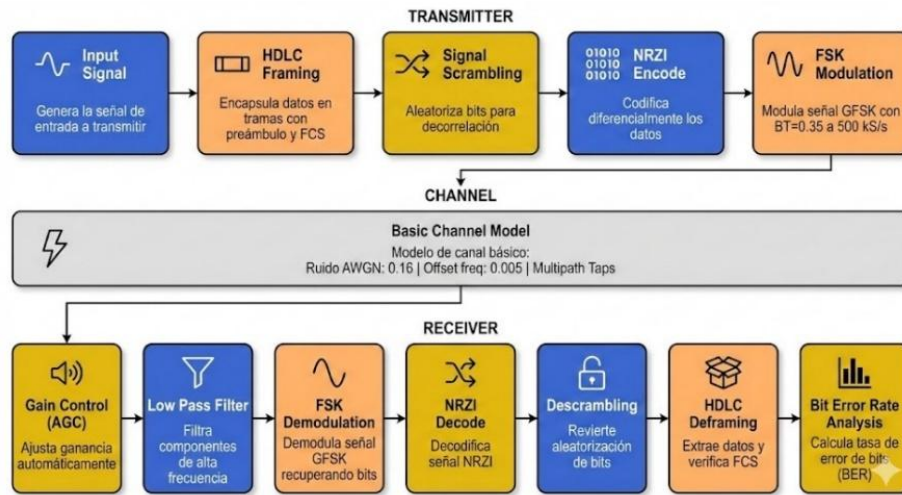 TRANSMITTER
Input
Signal
Genera la señal de
entrada a transmitir
HDLC
Framing
Encapsula datos en
tramas con
preámbulo y FCS
Signal
Scrambling
Aleatoriza bits para
decorrelación
01010
01010
01010
NRZI
Encode
Codifica
diferencialmente los
datos
FSK
Modulation
Modula señal GFSK con
BT=0.35 a 500 kS/s
CHANNEL
Basic Channel Model
Modelo de canal básico:
Ruido AWGN: 0.16 | Offset freq: 0.005 | Multipath Taps
RECEIVER
Gain Control
(AGC)
Ajusta ganancia
automáticamente
Low Pass Filter
Filtra
componentes de
alta frecuencia
FSK
Demodulation
Demodula señal
GFSK
recuperando bits
NRZI
Decode
Decodifica
señal NRZI
Descrambling
Revierte
aleatorización
de bits
HDLC
Deframing
Extrae datos y
verifica FCS
Bit Error Rate
Analysis
Calcula tasa de
error de bits
(BER)